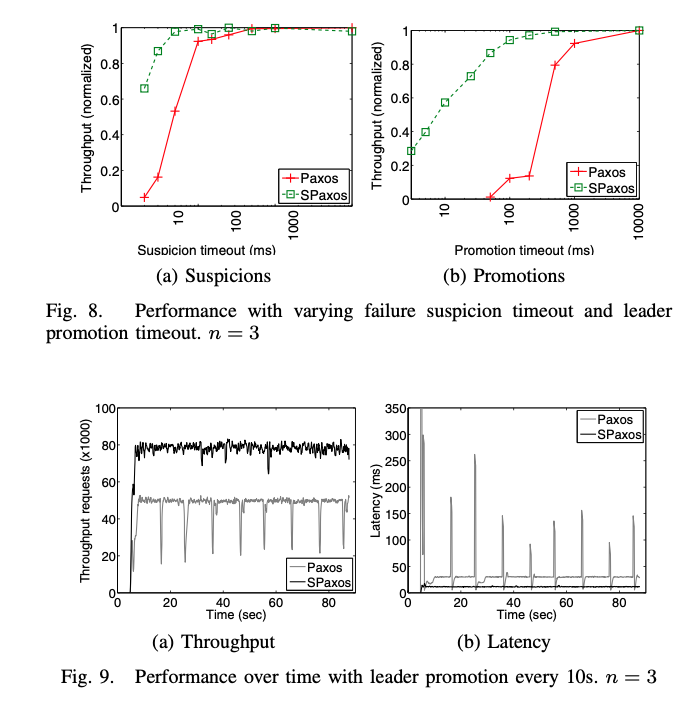 1
0.8
0.6
0.4
0.2
0
Throughput (normalized)
Paxos
SPaxos
10
100
1000
Suspicion timeout (ms)
(a) Suspicions
1
0.8
0.6
0.4
0.2
0
Throughput (normalized)
Paxos
SPaxos
10
100
1000
10000
Promotion timeout (ms)
(b) Promotions
Fig. 8. Performance with varying failure suspicion timeout and leader
promotion timeout. n = 3
100
80
60
40
20
0
Throughput requests (x1000)
Paxos
SPaxos
0 20 40 60 80
Time (sec)
(a) Throughput
350
300
250
200
150
100
50
0
Latency (ms)
Paxos
SPaxos
0 20 40 60 80
Time (sec)
(b) Latency
Fig. 9. Performance over time with leader promotion every 10s. n = 3